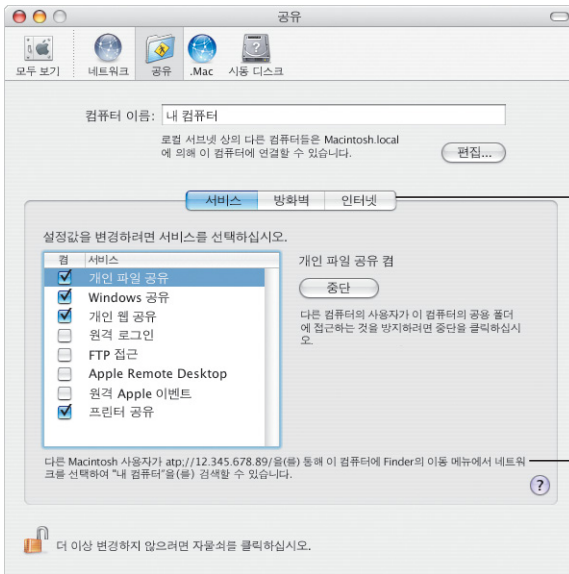 공유
모두 보기
네트워크
공유
.Mac
시동 디스크
컴퓨터 이름: 내 컴퓨터
로컬 서브넷 상의 다른 컴퓨터들은 Macintosh.local
에 의해 이 컴퓨터에 연결할 수 있습니다.
편집...
서비스
방화벽
인터넷
설정값을 변경하려면 서비스를 선택하십시오.
켬 서비스
개인 파일 공유
Windows 공유
개인 웹 공유
원격 로그인
FTP 접근
Apple Remote Desktop
원격 Apple 이벤트
프린터 공유
개인 파일 공유 켬
중단
다른 컴퓨터의 사용자가 이 컴퓨터의 공용 폴더
에 접근하는 것을 방지하려면 중단을 클릭하십시
오.
다른 Macintosh 사용자가 atp;//12.345.678.89/을(를) 통해 이 컴퓨터에 Finder의 이동 메뉴에서 네트워
크를 선택하여 "내 컴퓨터"을(를) 검색할 수 있습니다.
?
더 이상 변경하지 않으려면 자물쇠를 클릭하십시오.